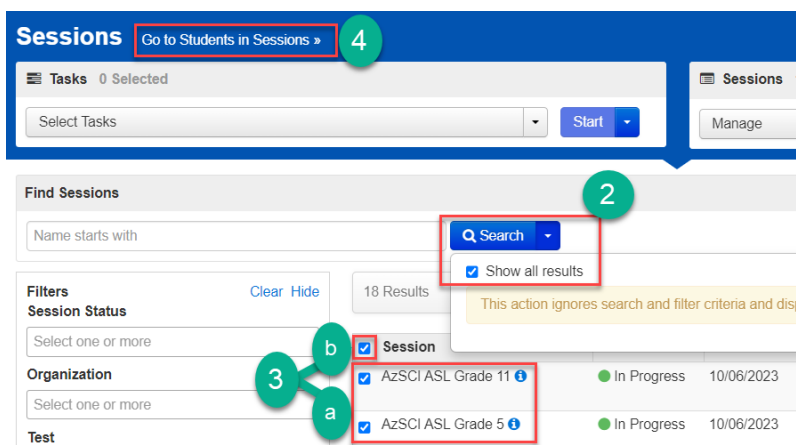 Sessions Go to Students in Sessions » 4
Tasks 0 Selected
Sessions
Select Tasks
Start
Manage
Find Sessions
2
Name starts with
Search
Show all results
Filters Clear Hide
18 Results
This action ignores search and filter criteria and
Session Status
Select one or more
b
Session
Organization
3
AzSCI ASL Grade 11 In Progress 10/06/2023
Select one or more
a
AzSCI ASL Grade 5 In Progress 10/06/2023
Test